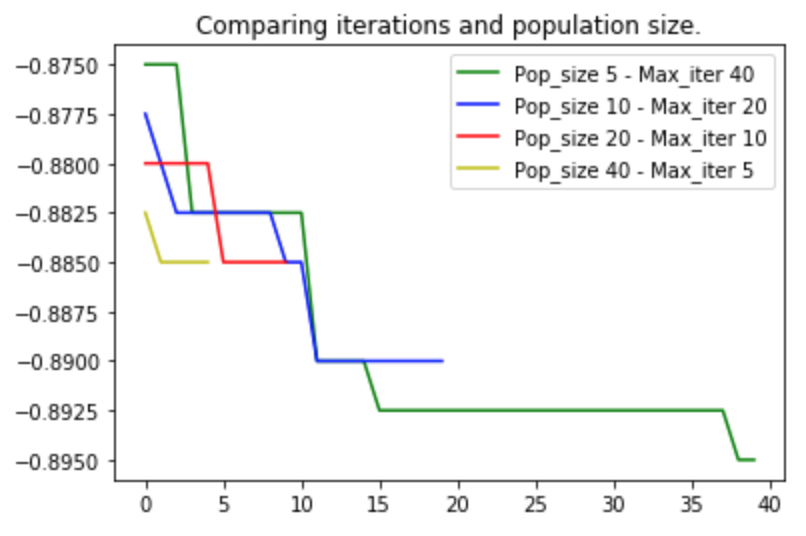 Comparing iterations and population size.
−0.8750
−0.8775
−0.8800
−0.8825
−0.8850
−0.8875
−0.8900
−0.8925
−0.8950
Pop_size 5 - Max_iter 40
Pop_size 10 - Max_iter 20
Pop_size 20 - Max_iter 10
Pop_size 40 - Max_iter 5
0 5 10 15 20 25 30 35 40